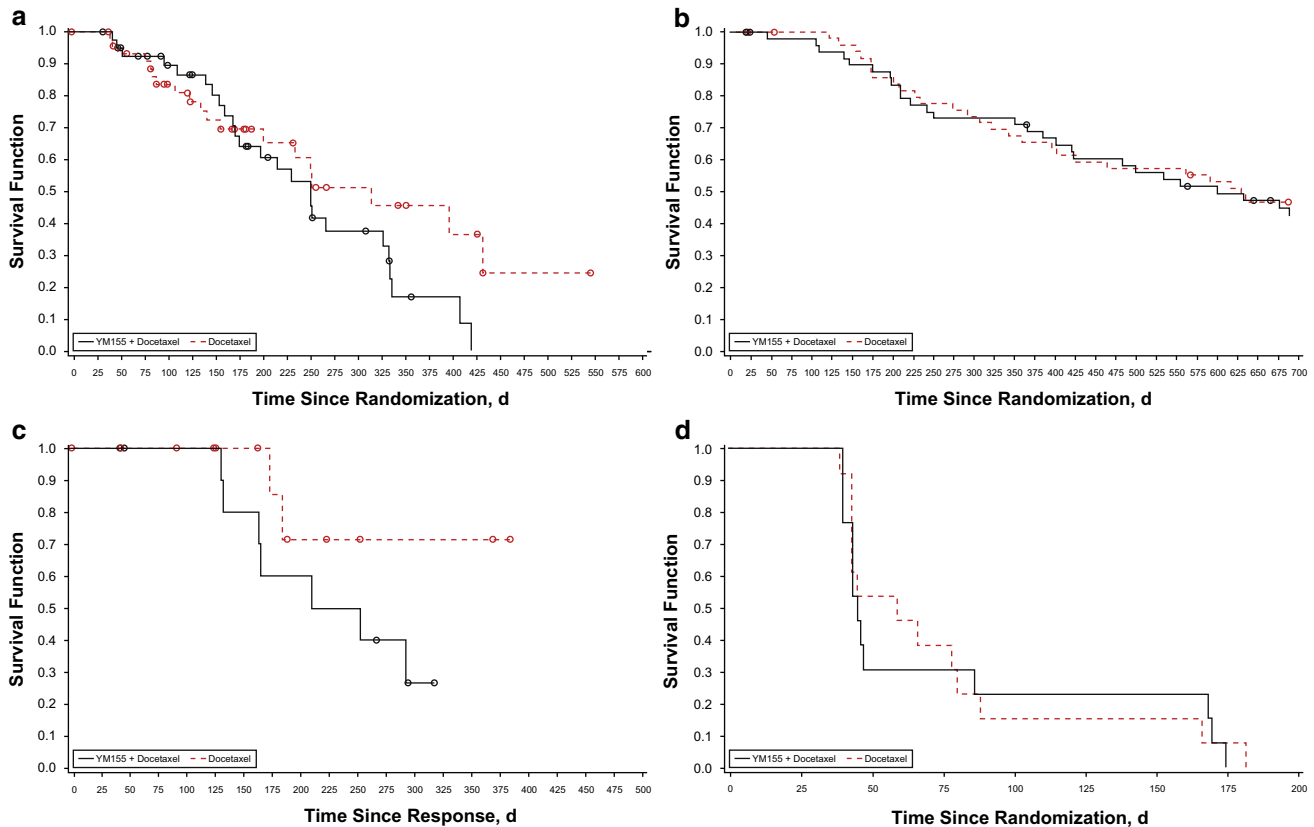 a
1.0
0.9
0.8
0.7
0.6
0.5
0.4
0.3
0.2
0.1
0.0
Survival Function
YM155 + Docetaxel Docetaxel
0 25 50 75 100 125 150 175 200 225 250 275 300 325 350 375 400 425 450 475 500 525 550 575 600
Time Since Randomization, d
b
1.0
0.9
0.8
0.7
0.6
0.5
0.4
0.3
0.2
0.1
0.0
Survival Function
YM155 + Docetaxel Docetaxel
0 25 50 75 100 125 150 175 200 225 250 275 300 325 350 375 400 425 450 475 500 525 550 575 600 625 650 675 700
Time Since Randomization, d
c
1.0
0.9
0.8
0.7
0.6
0.5
0.4
0.3
0.2
0.1
0.0
Survival Function
YM155 + Docetaxel Docetaxel
0 25 50 75 100 125 150 175 200 225 250 275 300 325 350 375 400 425 450 475 500
Time Since Response, d
d
1.0
0.9
0.8
0.7
0.6
0.5
0.4
0.3
0.2
0.1
0.0
Survival Function
YM155 + Docetaxel Docetaxel
0 25 50 75 100 125 150 175 200
Time Since Randomization, d